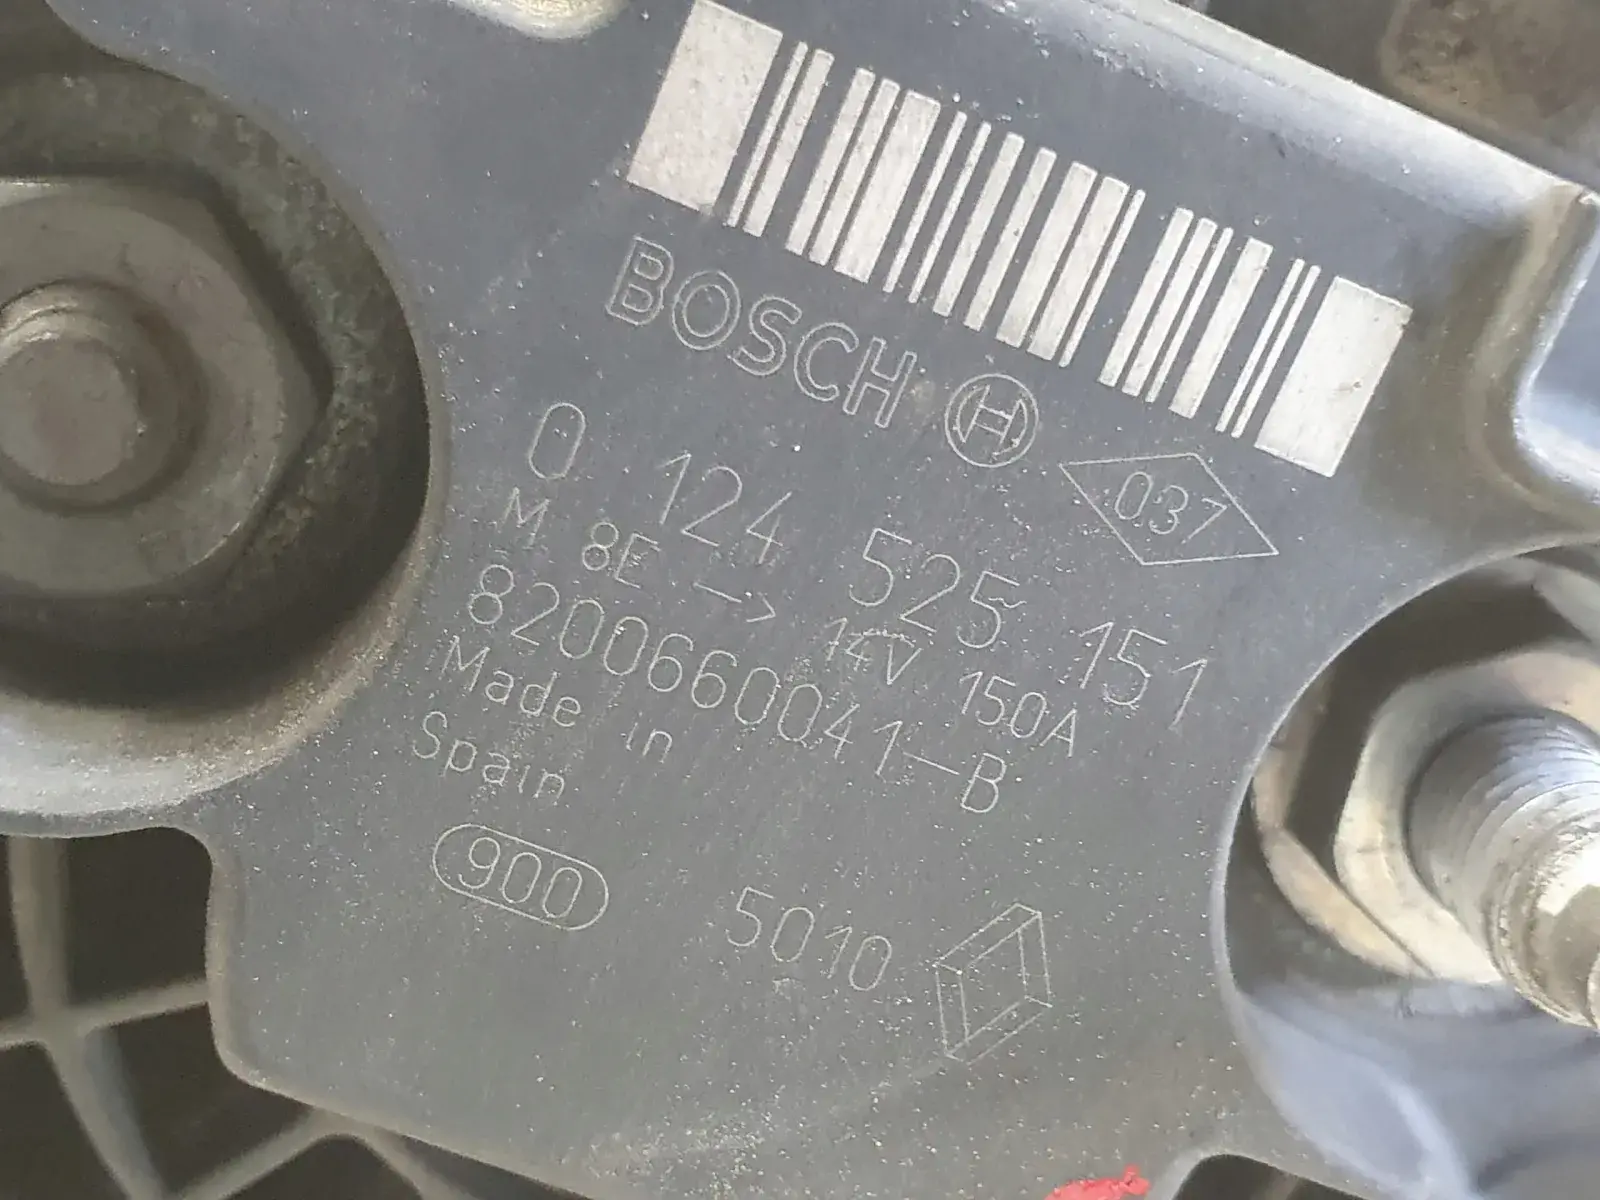 BOSCH
037
0 124 525 151
M 8E → 14V 150A
8200660041-B
Made in
Spain
900 5010